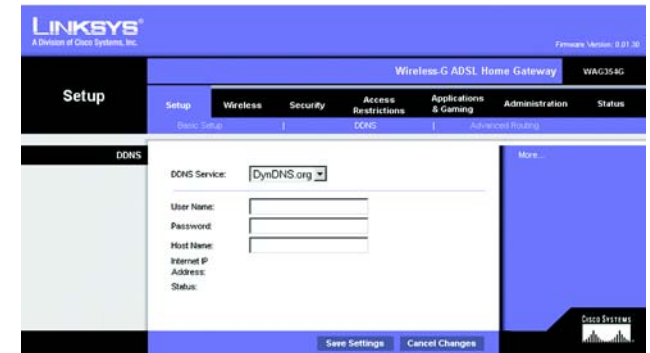 LINKSYS®
A Division of Cisco Systems, Inc.
Firmware Version: 0.01.30
Wireless-G ADSL Home Gateway WAG354G
Setup
Setup Wireless Security Access Restrictions Applications & Gaming Administration Status
Basic Setup | DDNS | Advanced Routing
DDNS
More...
DDNS Service: DynDNS.org
User Name:
Password:
Host Name:
Internet IP
Address:
Status:
Save Settings Cancel Changes
CISCO SYSTEMS